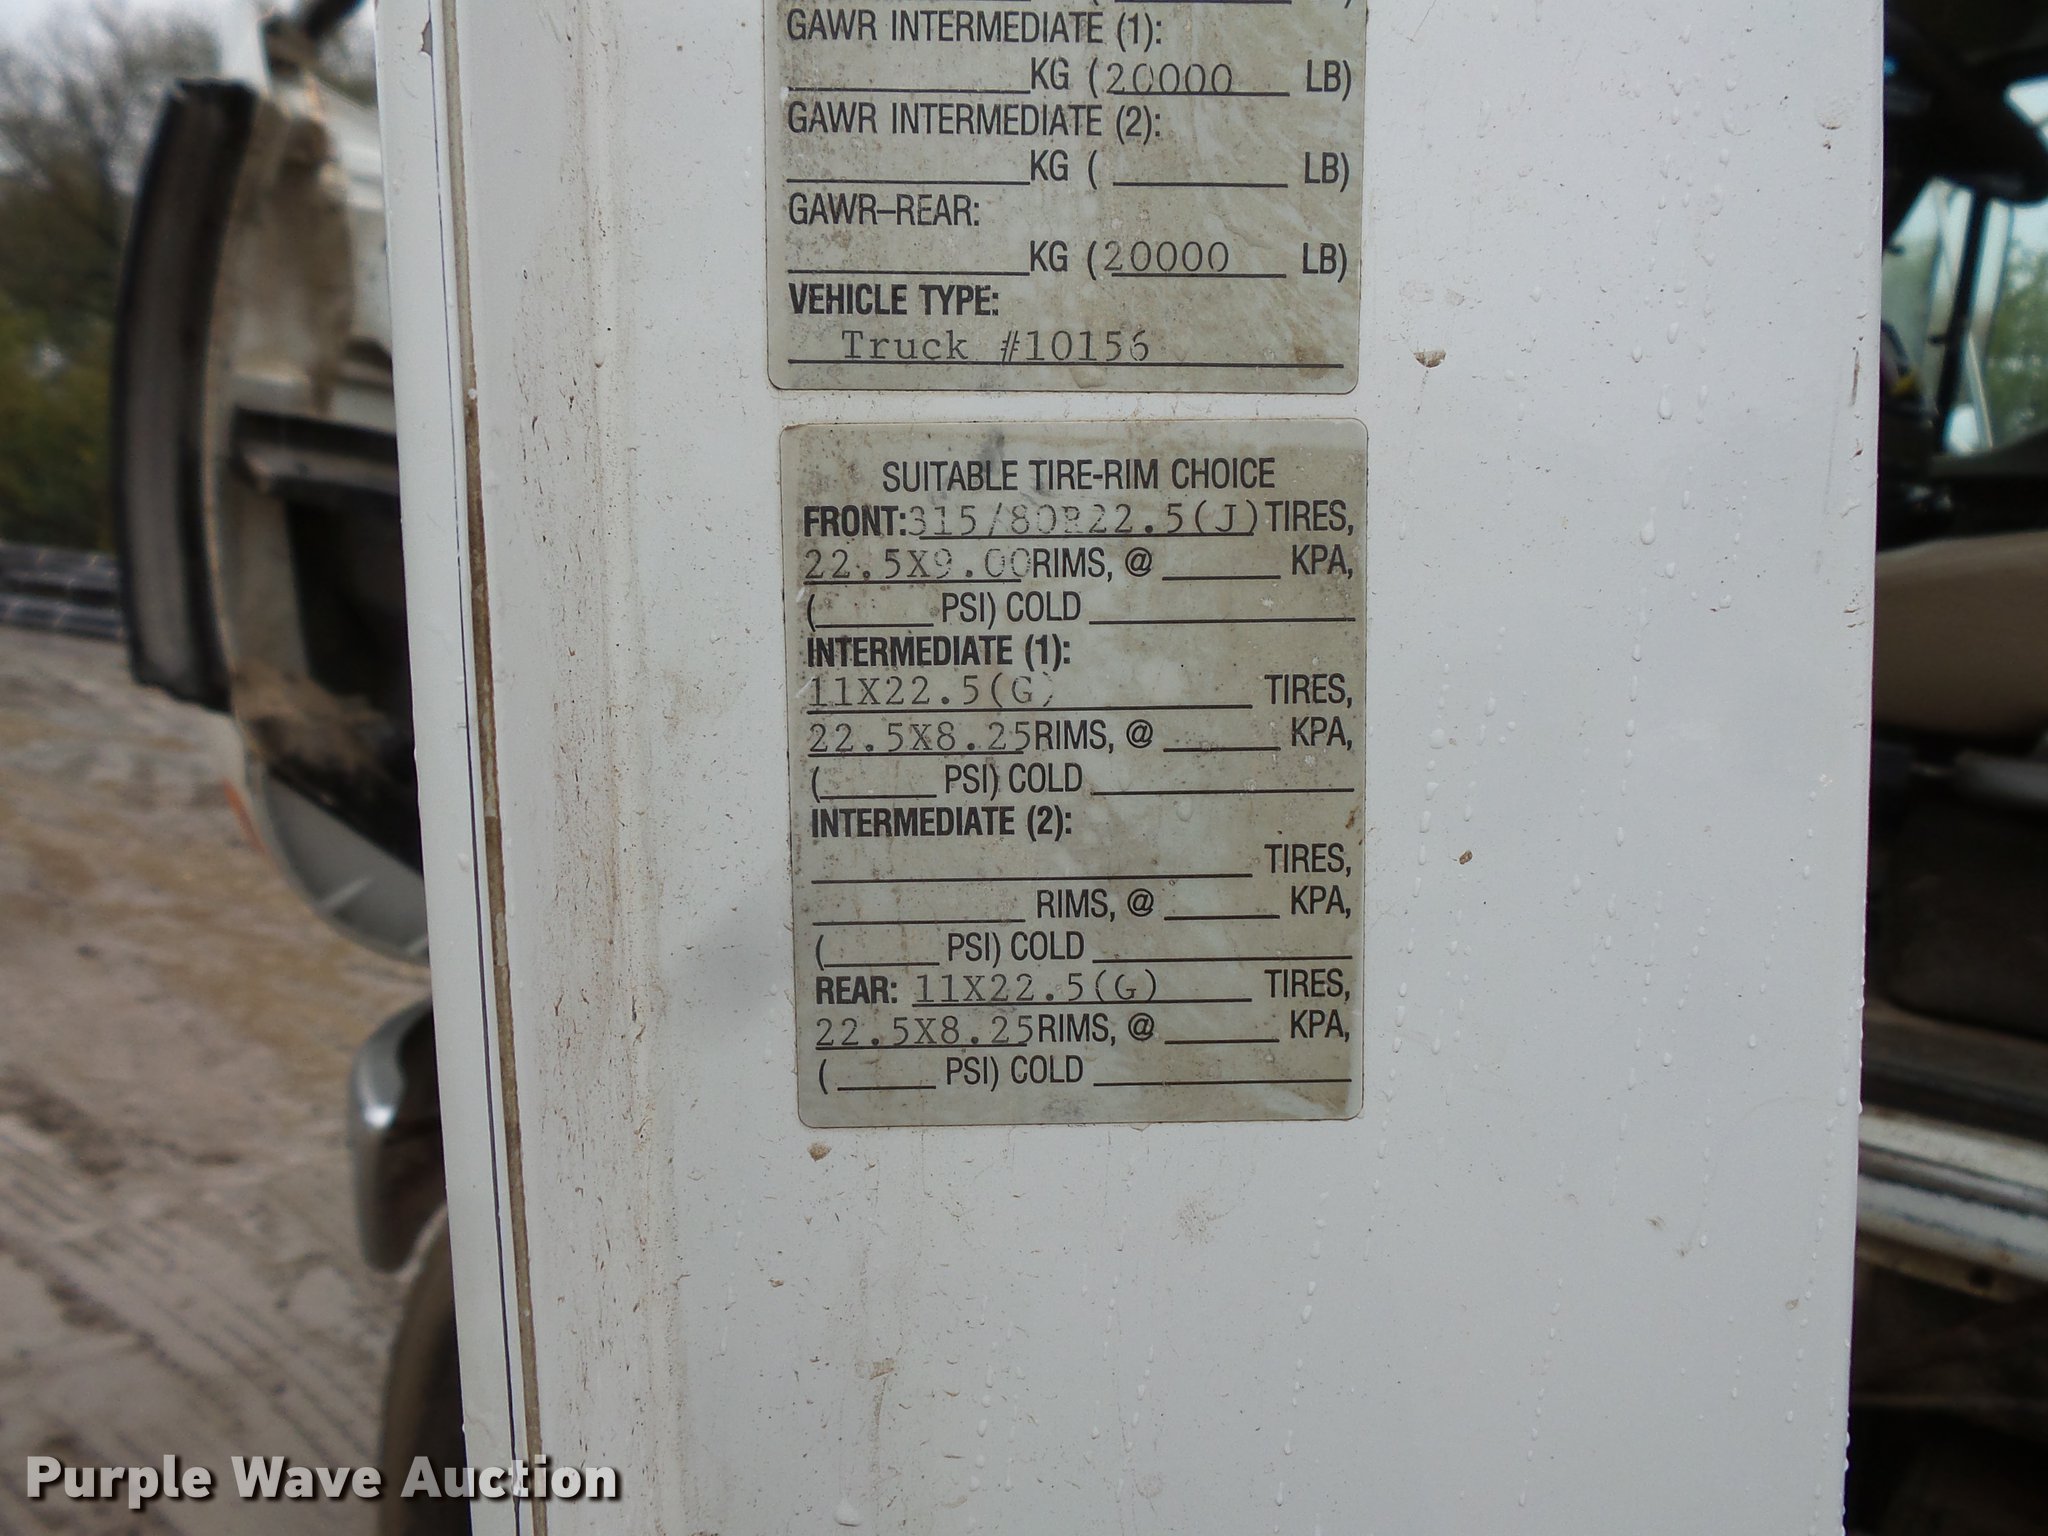 GAWR INTERMEDIATE (1):
KG (20000 LB)
GAWR INTERMEDIATE (2):
KG ( LB)
GAWR–REAR:
KG (20000 LB)
VEHICLE TYPE:
Truck #10156
SUITABLE TIRE-RIM CHOICE
FRONT:315/80R22.5(J)TIRES,
22.5X9.00RIMS, @ KPA,
( PSI) COLD
INTERMEDIATE (1):
11X22.5(G) TIRES,
22.5X8.25RIMS, @ KPA,
( PSI) COLD
INTERMEDIATE (2):
TIRES,
RIMS, @ KPA,
( PSI) COLD
REAR: 11X22.5(G) TIRES,
22.5X8.25RIMS, @ KPA,
( PSI) COLD
Purple Wave Auction